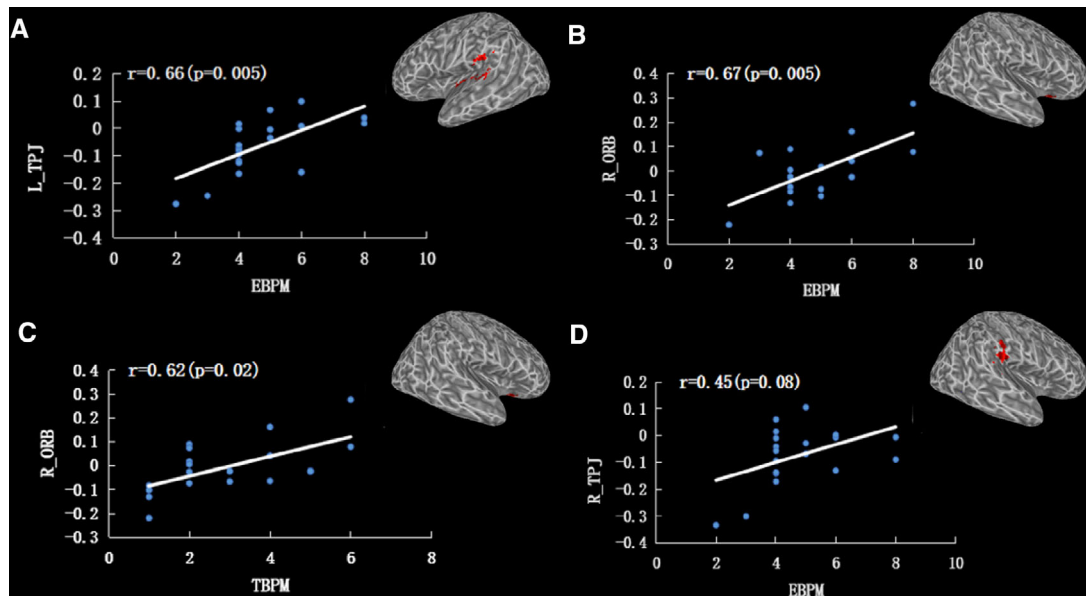 A
r=0.66(p=0.005)
L_TPJ
0.2
0.1
0
-0.1
-0.2
-0.3
-0.4
0 2 4 6 8 10
EBPM
B
r=0.67(p=0.005)
R_ORB
0.4
0.3
0.2
0.1
0
-0.1
-0.2
-0.3
0 2 4 6 8 10
EBPM
C
r=0.62(p=0.02)
R_ORB
0.4
0.3
0.2
0.1
0
-0.1
-0.2
-0.3
0 2 4 6 8
TBPM
D
r=0.45(p=0.08)
R_TPJ
0.2
0.1
0
-0.1
-0.2
-0.3
-0.4
0 2 4 6 8 10
EBPM